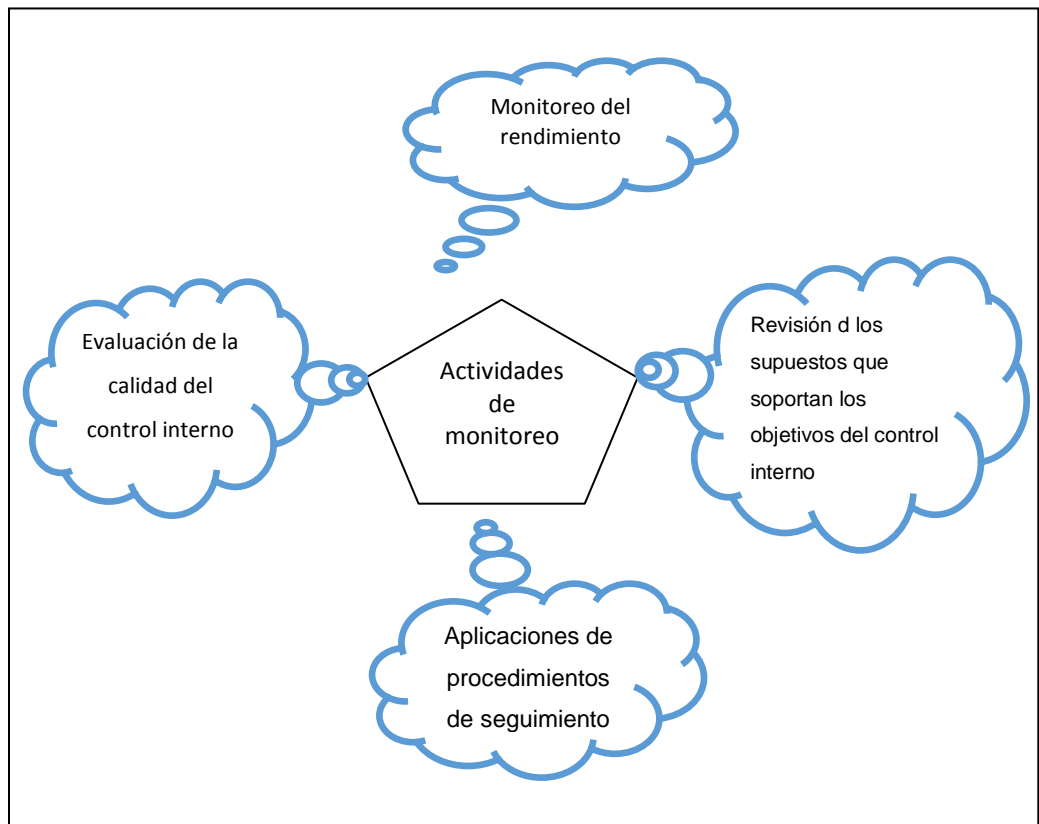 Monitoreo del
rendimiento
Evaluación de la
calidad del
control interno
Actividades
de
monitoreo
Revisión d los
supuestos que
soportan los
objetivos del control
interno
Aplicaciones de
procedimientos
de seguimiento